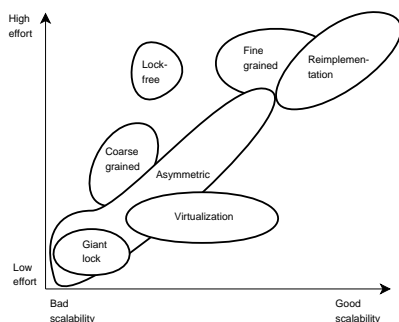 High
effort
Lock-
free
Fine
grained
Reimplemen-
tation
Coarse
grained
Asymmetric
Virtualization
Giant
lock
Low
effort
Bad
scalability
Good
scalability